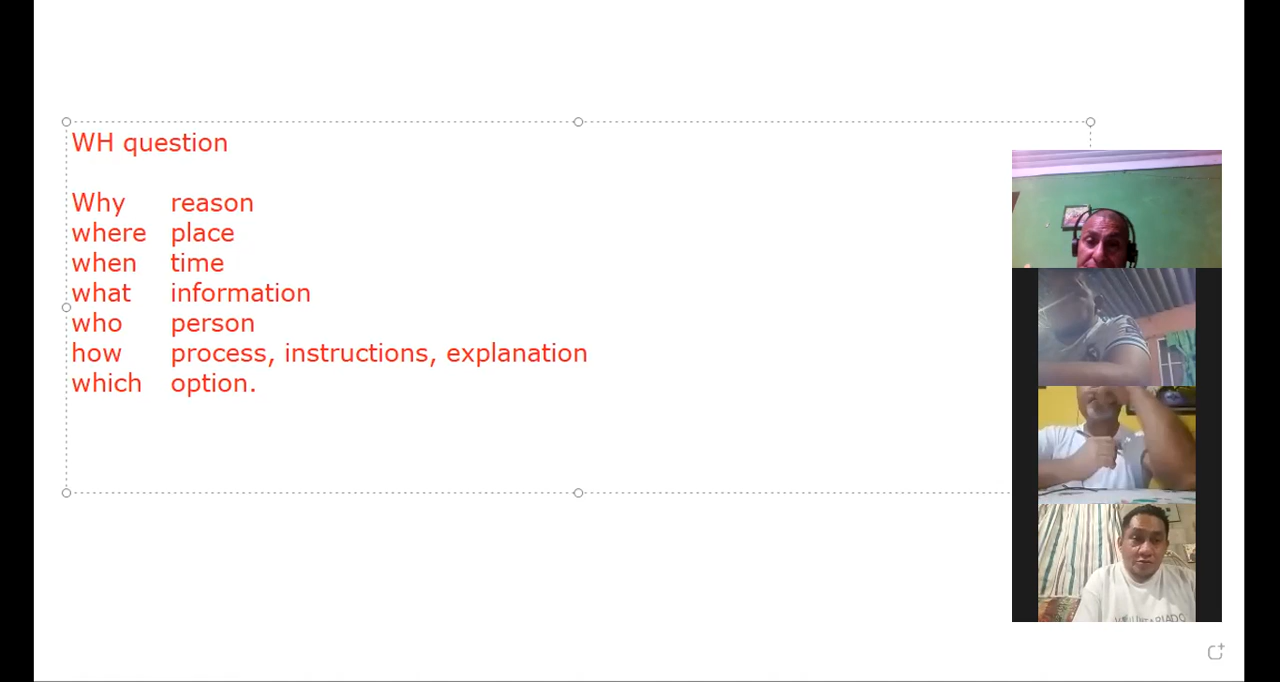 WH question
Why reason
where place
when time
what information
who person
how process, instructions, explanation
which option.